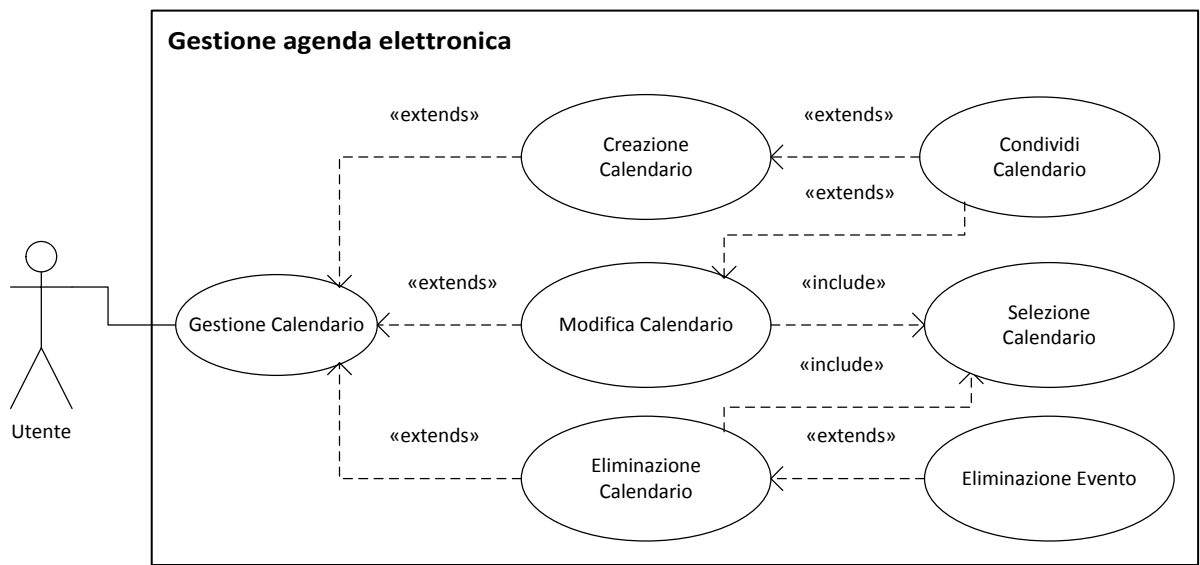 Gestione agenda elettronica
«extends»
«extends»
Creazione
Calendario
Condividi
Calendario
«extends»
«extends»
«include»
Gestione Calendario
Modifica Calendario
Selezione
Calendario
«include»
«extends»
«extends»
Utente
Eliminazione
Calendario
Eliminazione Evento